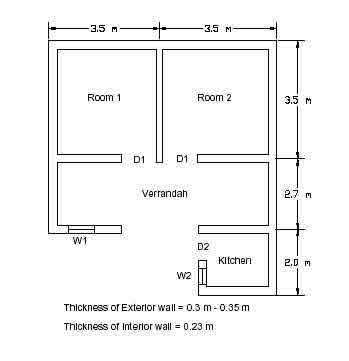 3.5 m 3.5 m
Room 1 Room 2
3.5 m
D1 D1
Verrandah
2.7 m
W1
D2
Kitchen
2.0 m
W2
Thickness of Exterior wall = 0.3 m - 0.35 m
Thickness of Interior wall = 0.23 m